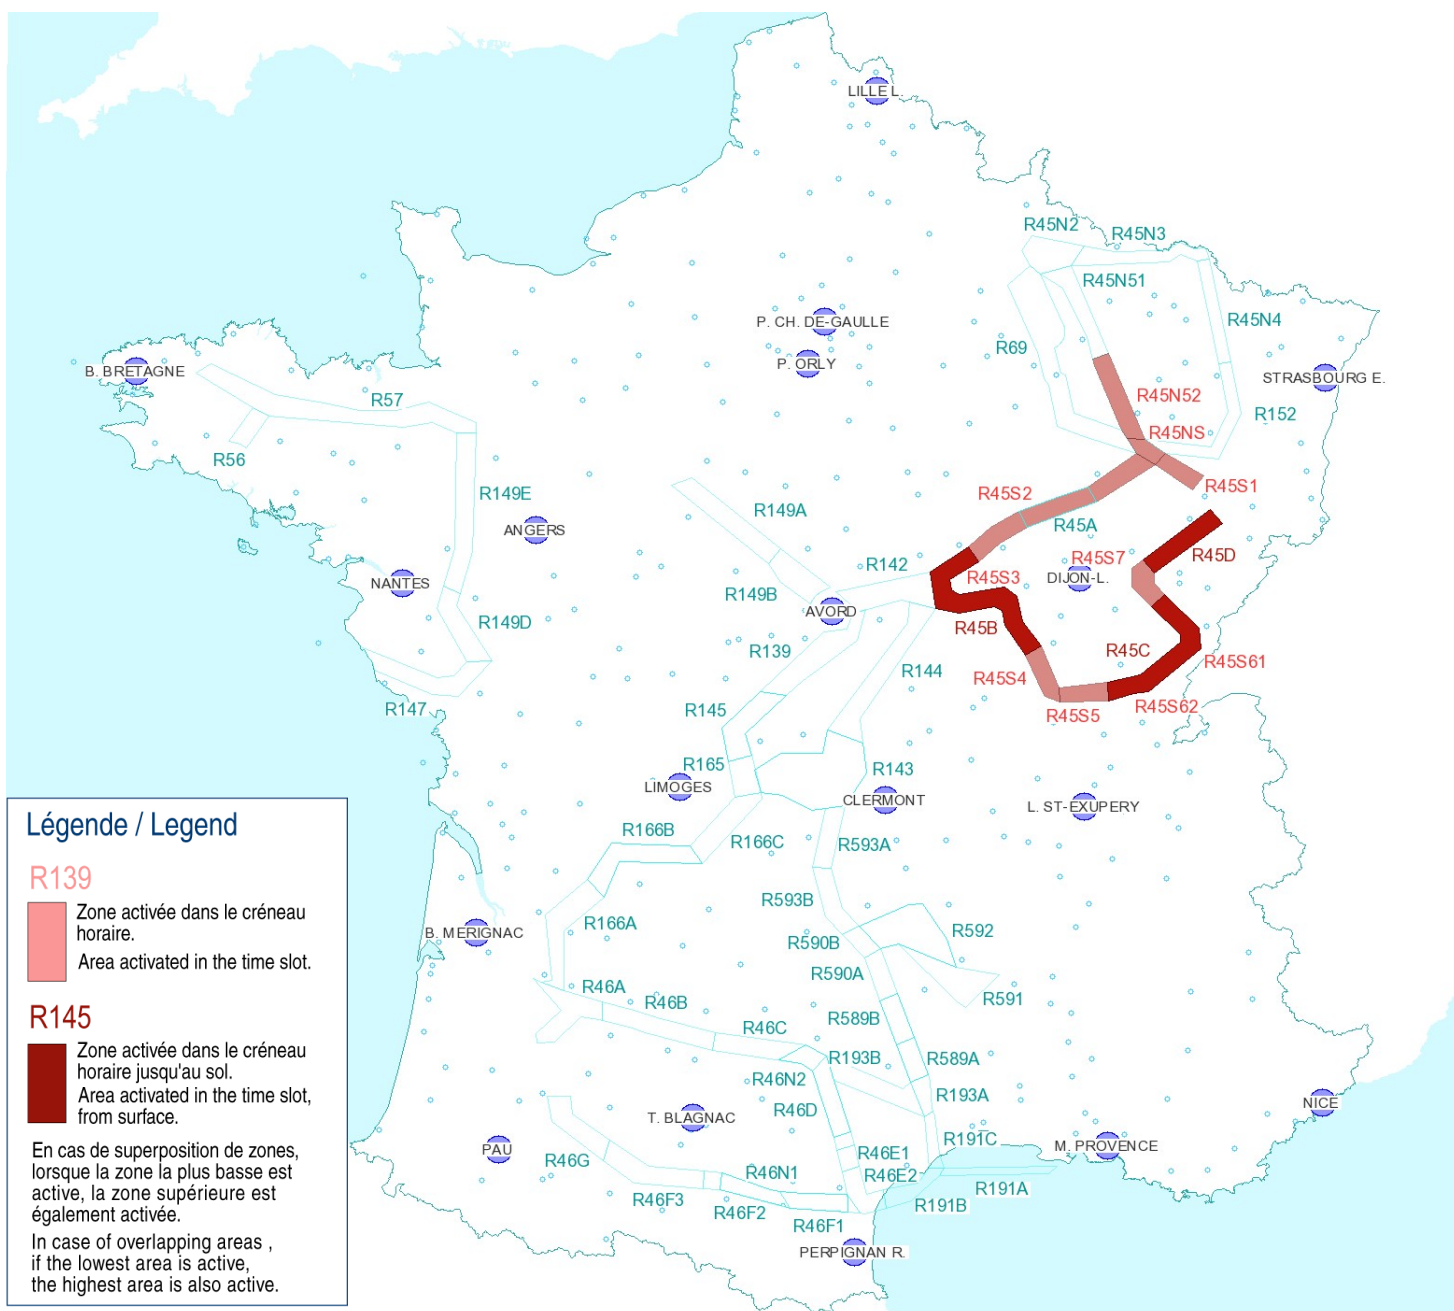 LILLE L.
R45N2
R45N3
R45N51
P. CH. DE-GAULLE
R45N4
R69
P. ORLY
B. BRETAGNE
STRASBOURG E.
R57
R45N52
R152
R45NS
R56
R45S1
R149E
R45S2
R149A
R45A
ANGERS
R45S7
R45D
R142
R45S3
DIJON-L.
NANTES
R149B
AVORD
R149D
R45B
R139
R45C
R45S61
R144
R45S4
R147
R145
R45S5
R45S62
R165
R143
LIMOGES
CLERMONT
L. ST-EXUPERY
R166B
R166C
R593A
R593B
R166A
B. MERIGNAC
R590B
R592
R590A
R46A
R46B
R591
R46C
R589B
R193B
R589A
R46N2
R193A
R46D
T. BLAGNAC
NICE
R191C
PAU
M. PROVENCE
R46G
R46E1
R46N1
R46E2
R191A
R46F3
R46F2
R46F1
R191B
PERPIGNAN R.
Légende / Legend
R139
Zone activée dans le créneau
horaire.
Area activated in the time slot.
R145
Zone activée dans le créneau
horaire jusqu'au sol.
Area activated in the time slot,
from surface.
En cas de superposition de zones,
lorsque la zone la plus basse est
active, la zone supérieure est
également activée.
In case of overlapping areas ,
if the lowest area is active,
the highest area is also active.